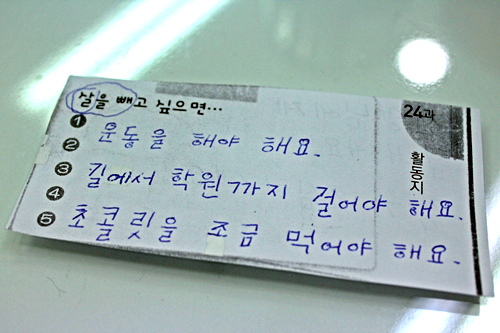 살을 빼고 싶으면...
24과
활동지
❶
운동을 해야 해요.
❷
❸
길에서 학원까지 걸어야 해요.
❹
❺
초콜릿을 조금 먹어야 해요.